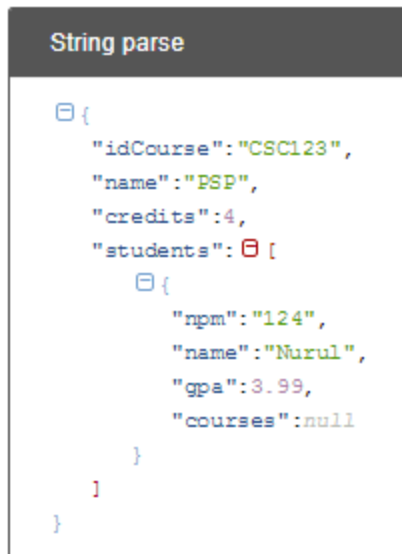 String parse
{
"idCourse":"CSC123",
"name":"PSP",
"credits":4,
"students": [
{
"npm":"124",
"name":"Nurul",
"gpa":3.99,
"courses":null
}
]
}